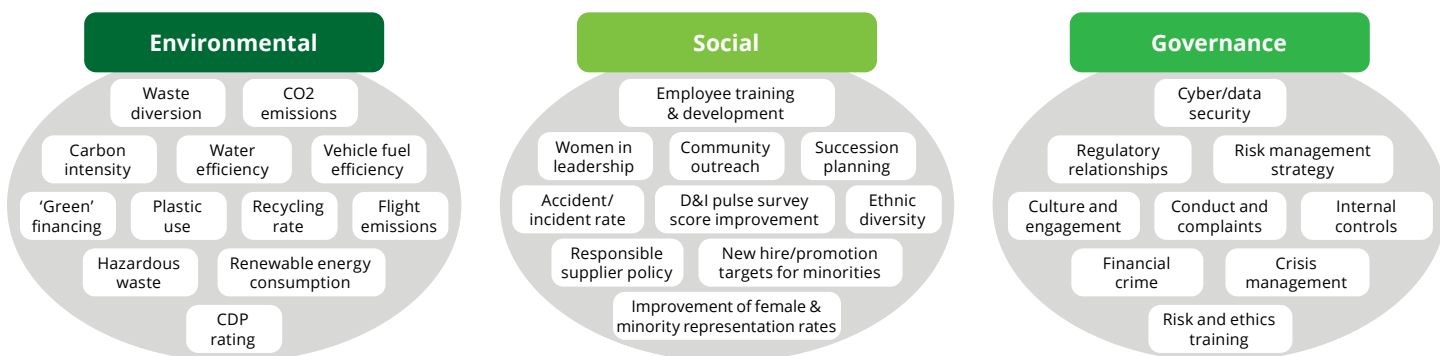 Environmental
Waste
diversion
CO2
emissions
Carbon
intensity
Water
efficiency
Vehicle fuel
efficiency
‘Green’
financing
Plastic
use
Recycling
rate
Flight
emissions
Hazardous
waste
Renewable energy
consumption
CDP
rating
Social
Employee training
& development
Women in
leadership
Community
outreach
Succession
planning
Accident/
incident rate
D&I pulse survey
score improvement
Ethnic
diversity
Responsible
supplier policy
New hire/promotion
targets for minorities
Improvement of female &
minority representation rates
Governance
Cyber/data
security
Regulatory
relationships
Risk management
strategy
Culture and
engagement
Conduct and
complaints
Internal
controls
Financial
crime
Crisis
management
Risk and ethics
training